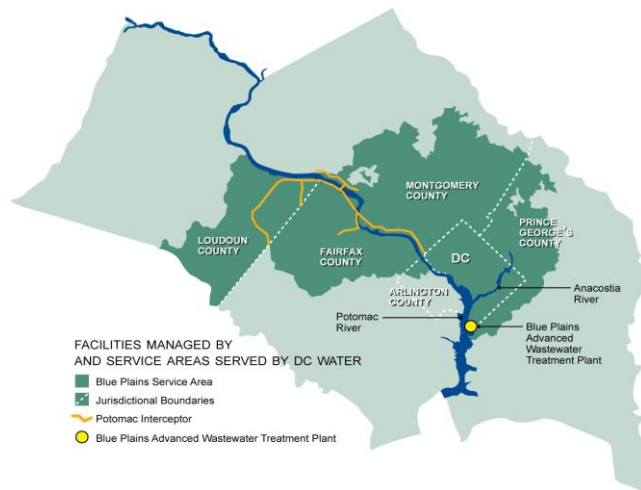 MONTGOMERY
COUNTY
PRINCE
GEORGE'S
COUNTY
LOUDOUN
COUNTY
FAIRFAX
COUNTY
DC
ARLINGTON
COUNTY
Anacostia
River
Potomac
River
Blue Plains
Advanced
Wastewater
Treatment Plant
FACILITIES MANAGED BY
AND SERVICE AREAS SERVED BY DC WATER
Blue Plains Service Area
Jurisdictional Boundaries
Potomac Interceptor
Blue Plains Advanced Wastewater Treatment Plant